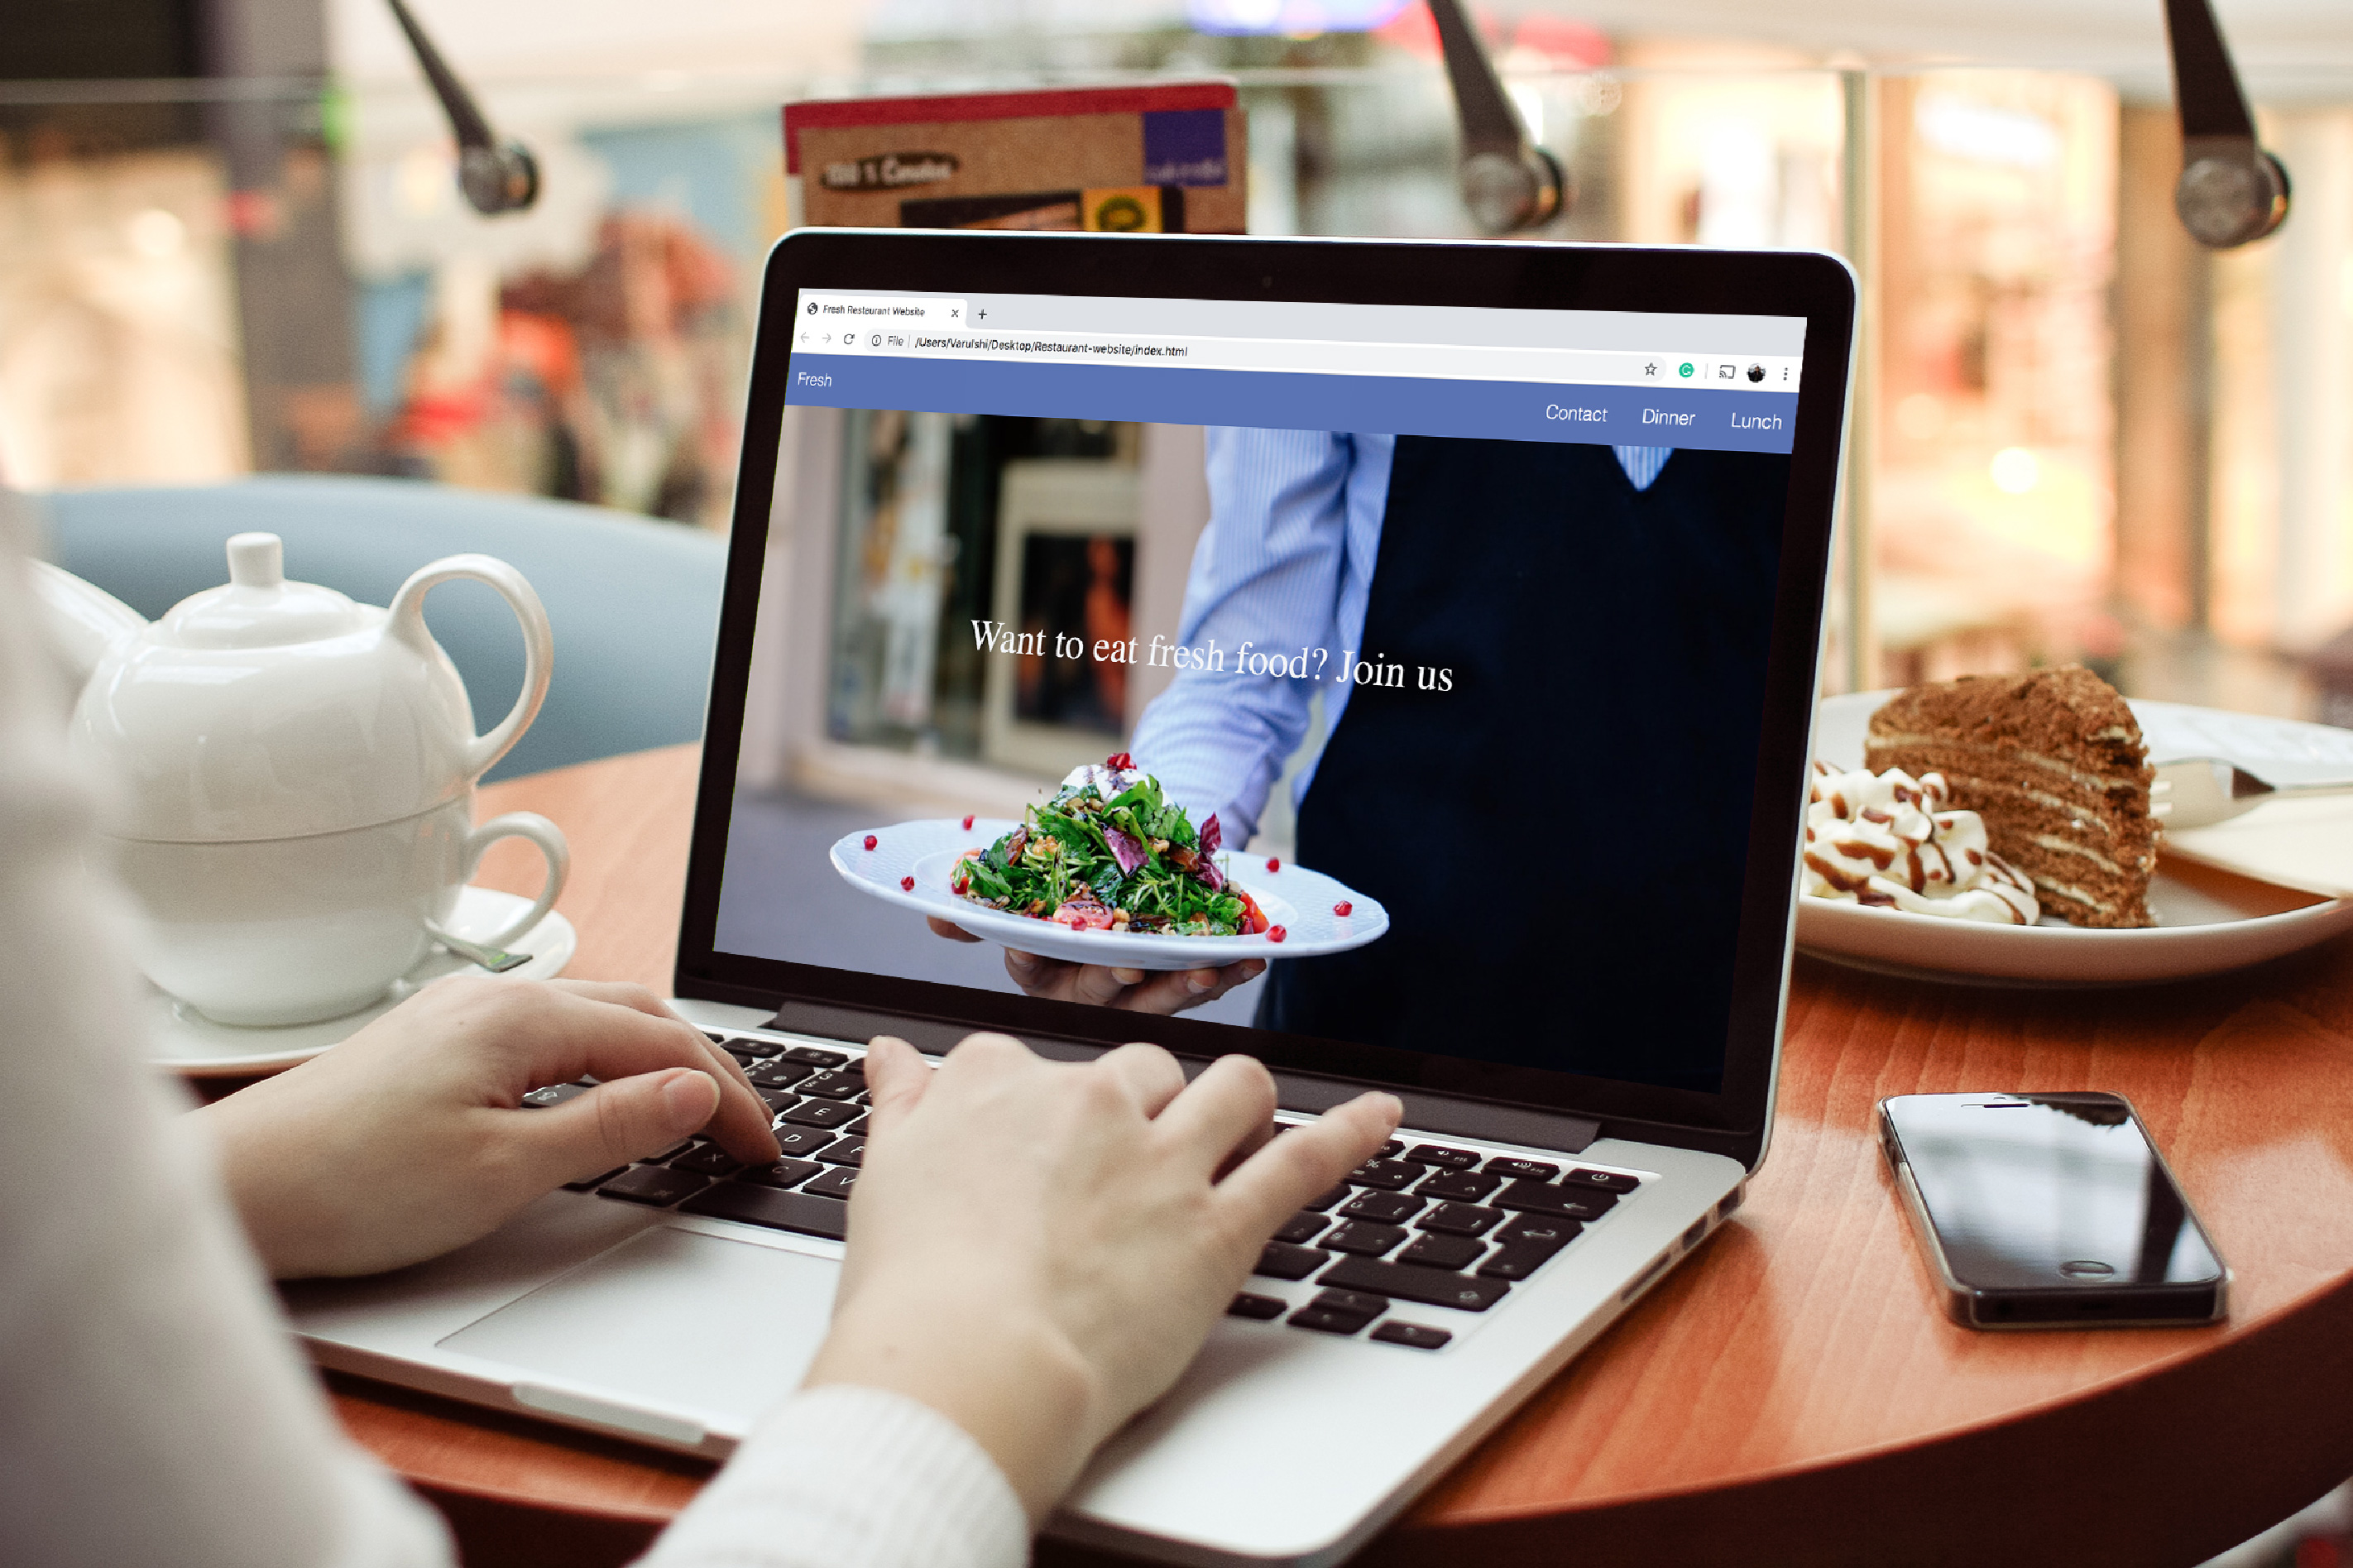 Fresh Restaurant Website
File
/Users/Varulshi/Desktop/Restaurant-website/index.html
Fresh
Contact
Dinner
Lunch
Want to eat fresh food? Join us
E
D
X
C
V